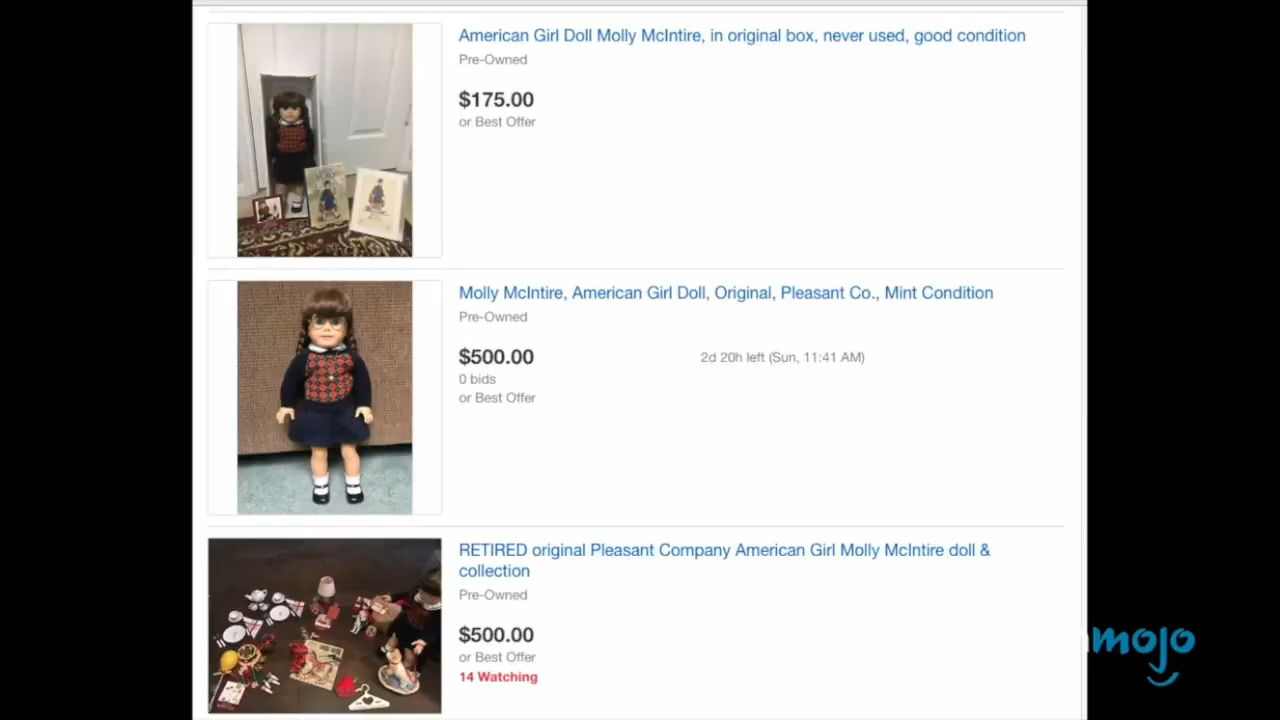 American Girl Doll Molly McIntire, in original box, never used, good condition
Pre-Owned
$175.00
or Best Offer
Molly McIntire, American Girl Doll, Original, Pleasant Co., Mint Condition
Pre-Owned
$500.00
2d 20h left (Sun, 11:41 AM)
0 bids
or Best Offer
RETIRED original Pleasant Company American Girl Molly McIntire doll &
collection
Pre-Owned
$500.00
or Best Offer
14 Watching
mojo